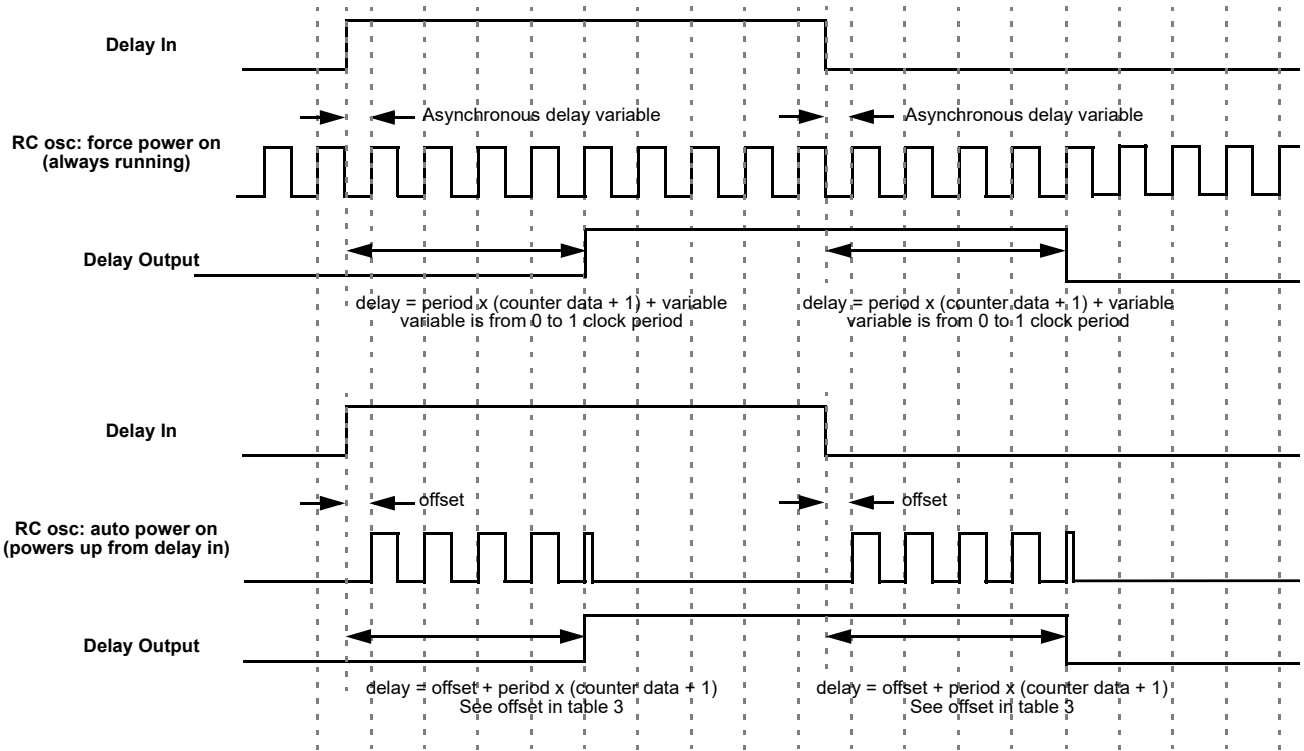 Delay In
Asynchronous delay variable
Asynchronous delay variable
RC osc: force power on
(always running)
Delay Output
delay = period x (counter data + 1) + variable
variable is from 0 to 1 clock period
delay = period x (counter data + 1) + variable
variable is from 0 to 1 clock period
Delay In
offset
offset
RC osc: auto power on
(powers up from delay in)
Delay Output
delay = offset + period x (counter data + 1)
See offset in table 3
delay = offset + period x (counter data + 1)
See offset in table 3